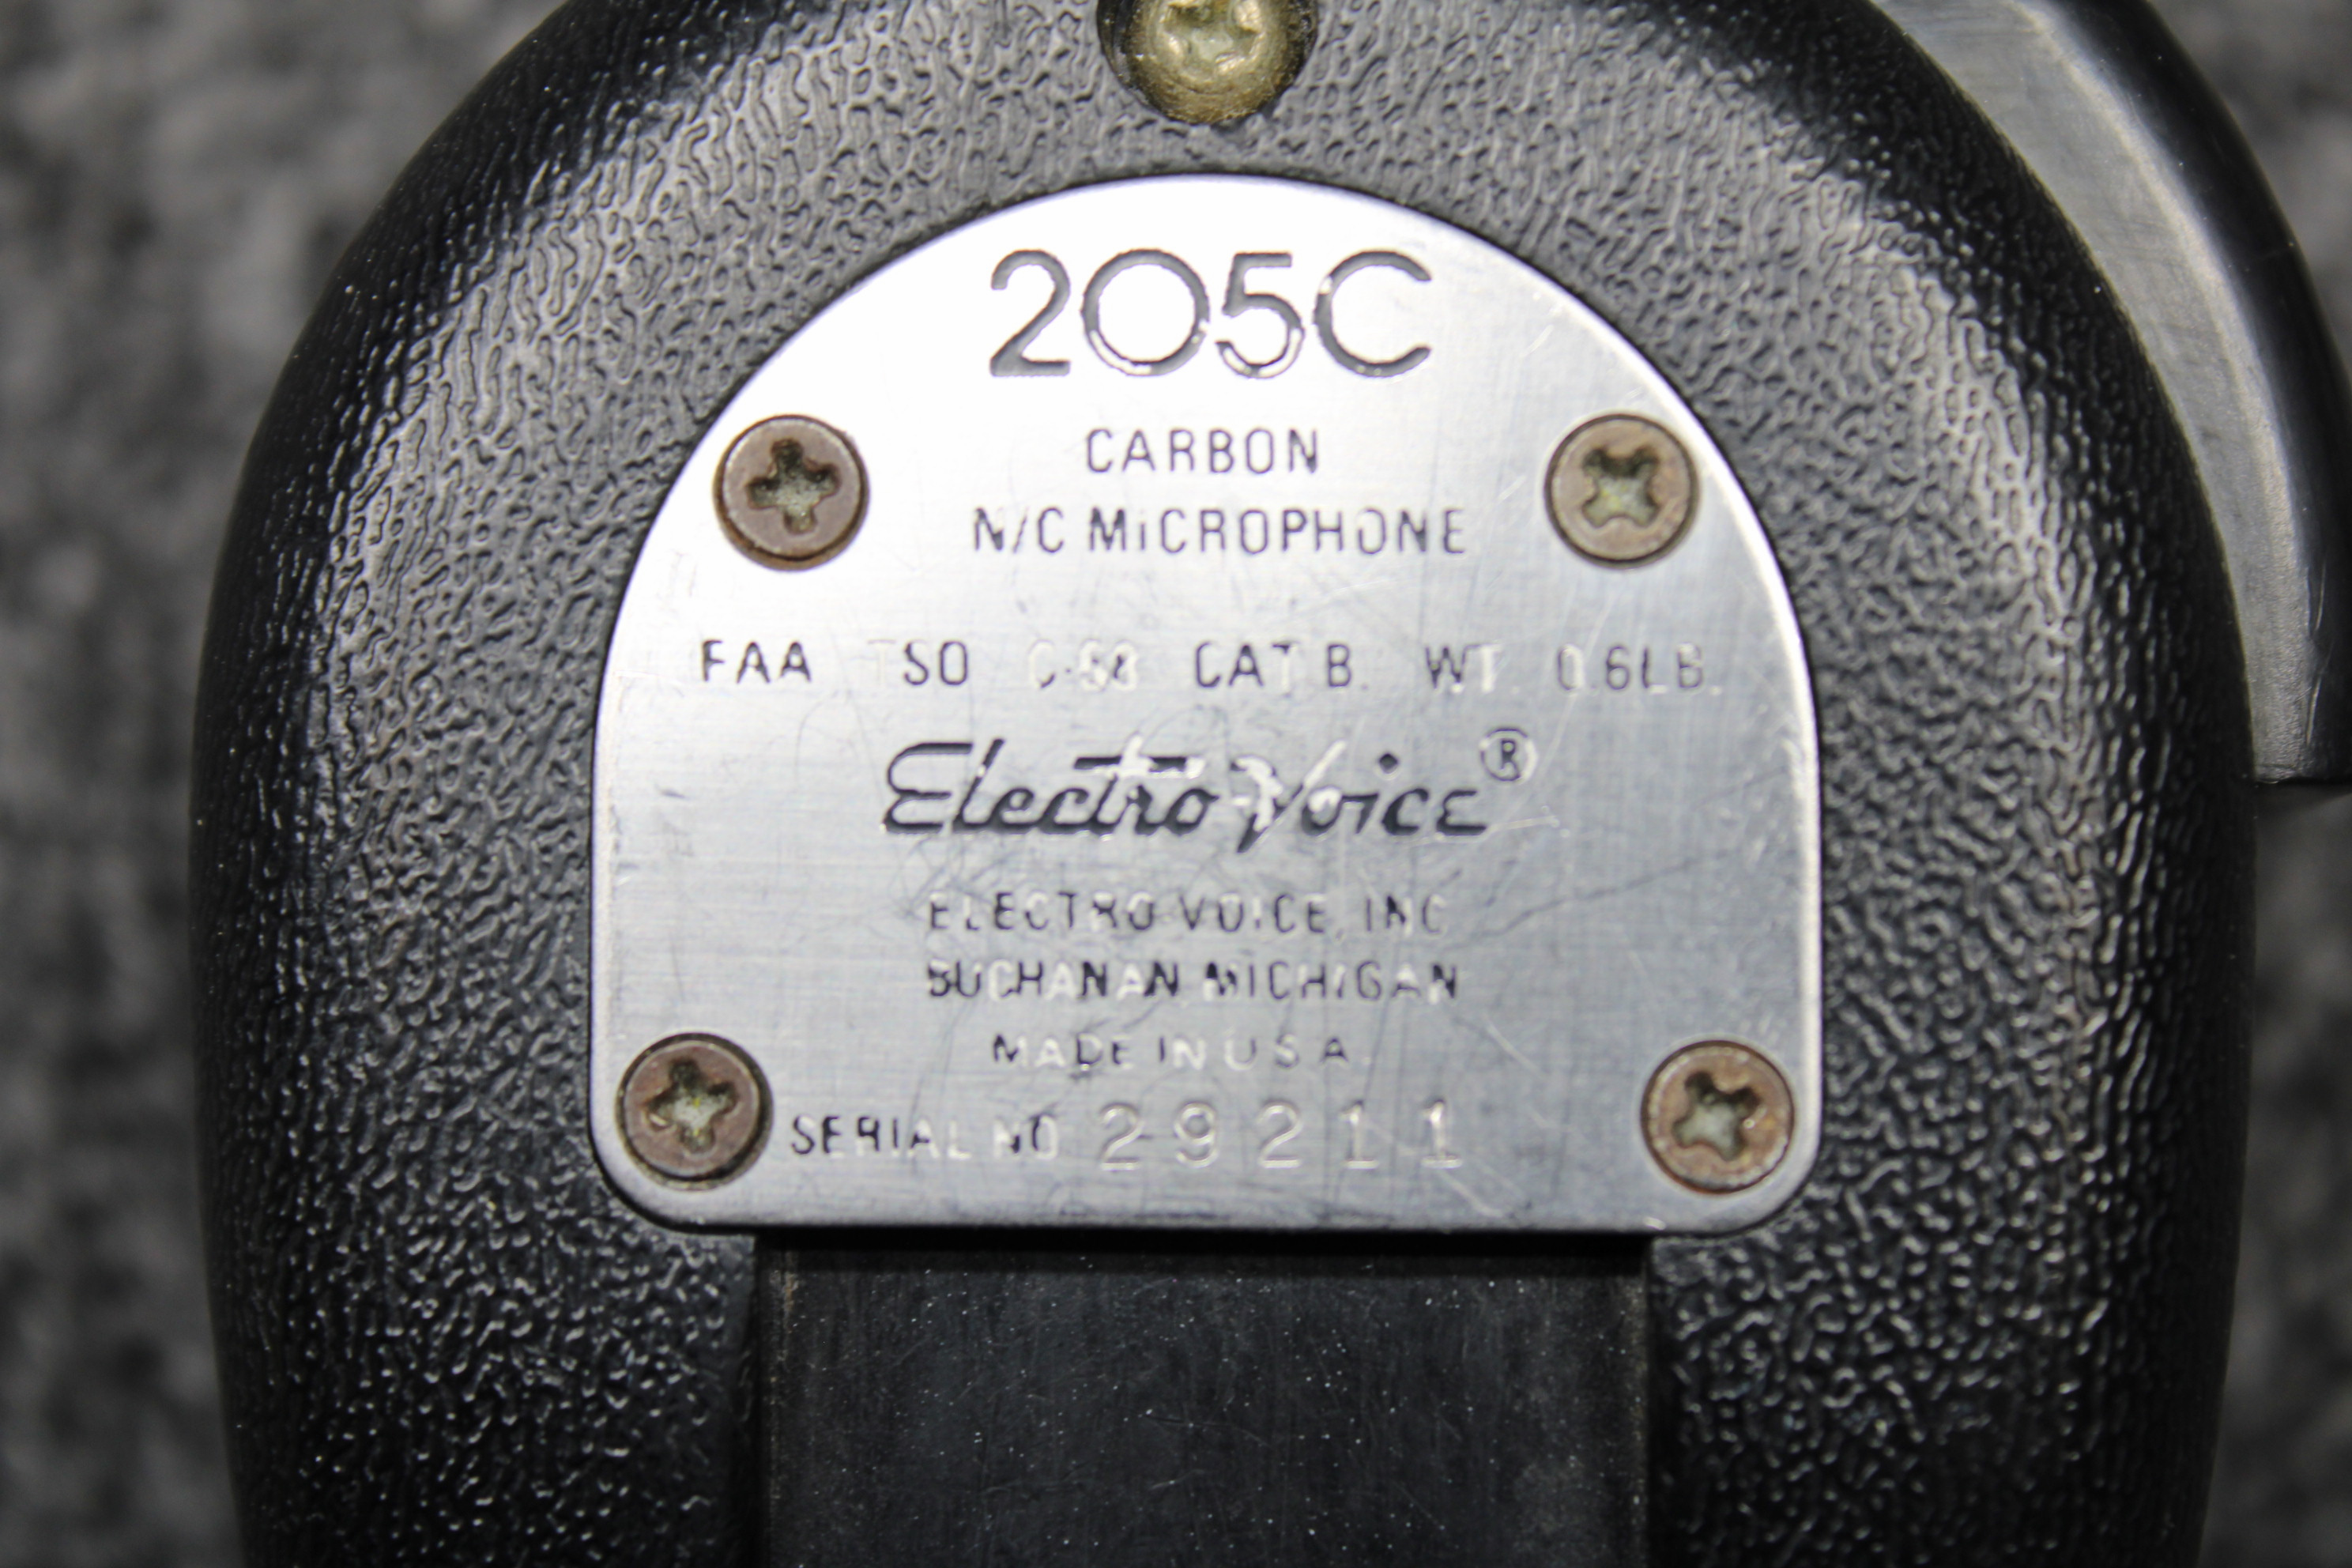 205C
CARBON
N/C MICROPHONE
FAA TSO C-58 CAT B. WT. 0.6LB.
Electro Voice®
ELECTRO VOICE, INC
BUCHANAN MICHIGAN
MADE IN U S A.
SERIAL NO 29211